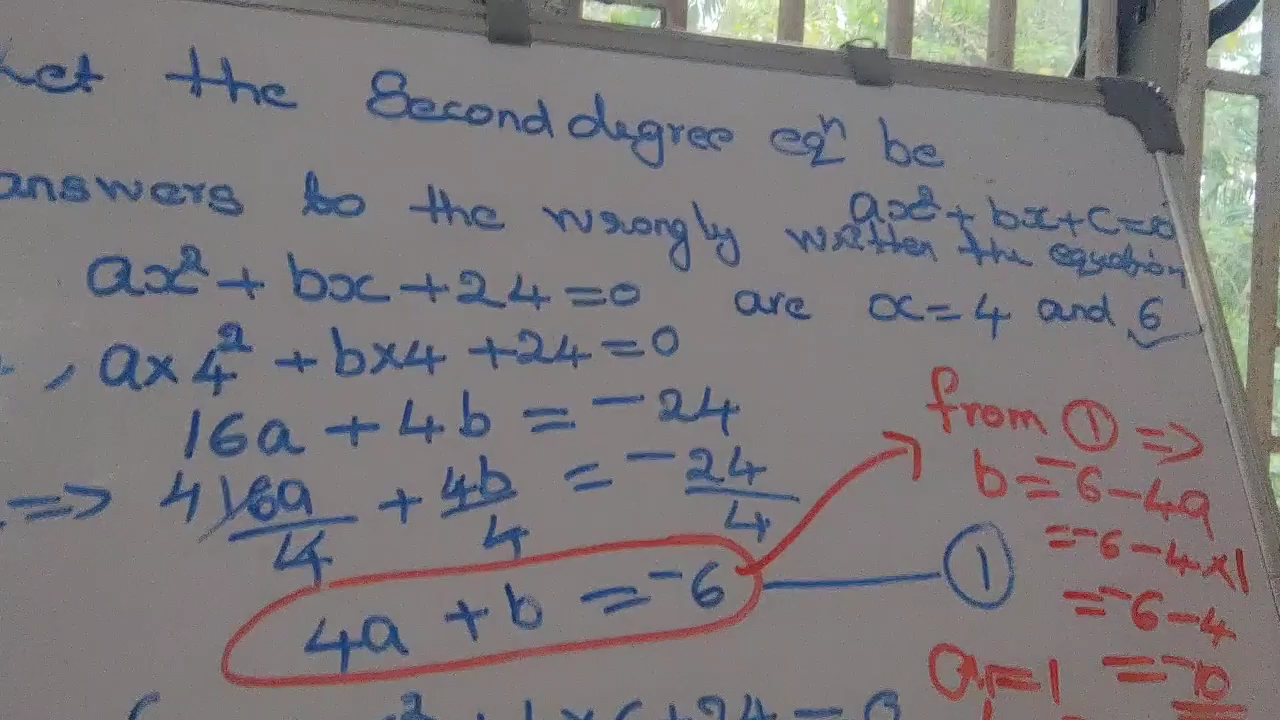 Let the Second degree eqn be
ax² + bx + c = 0
answers to the wrongly written the equation
ax² + bx + 24 = 0 are x = 4 and 6
, a × 4² + b × 4 + 24 = 0
16a + 4b = ⁻24
=> 4 16a/4 + 4b/4 = ⁻24/4
4a + b = ⁻6 ①
from ① =>
b = ⁻6 - 4a
= ⁻6 - 4 × 1
= ⁻6 - 4
a = 1 = ⁻10